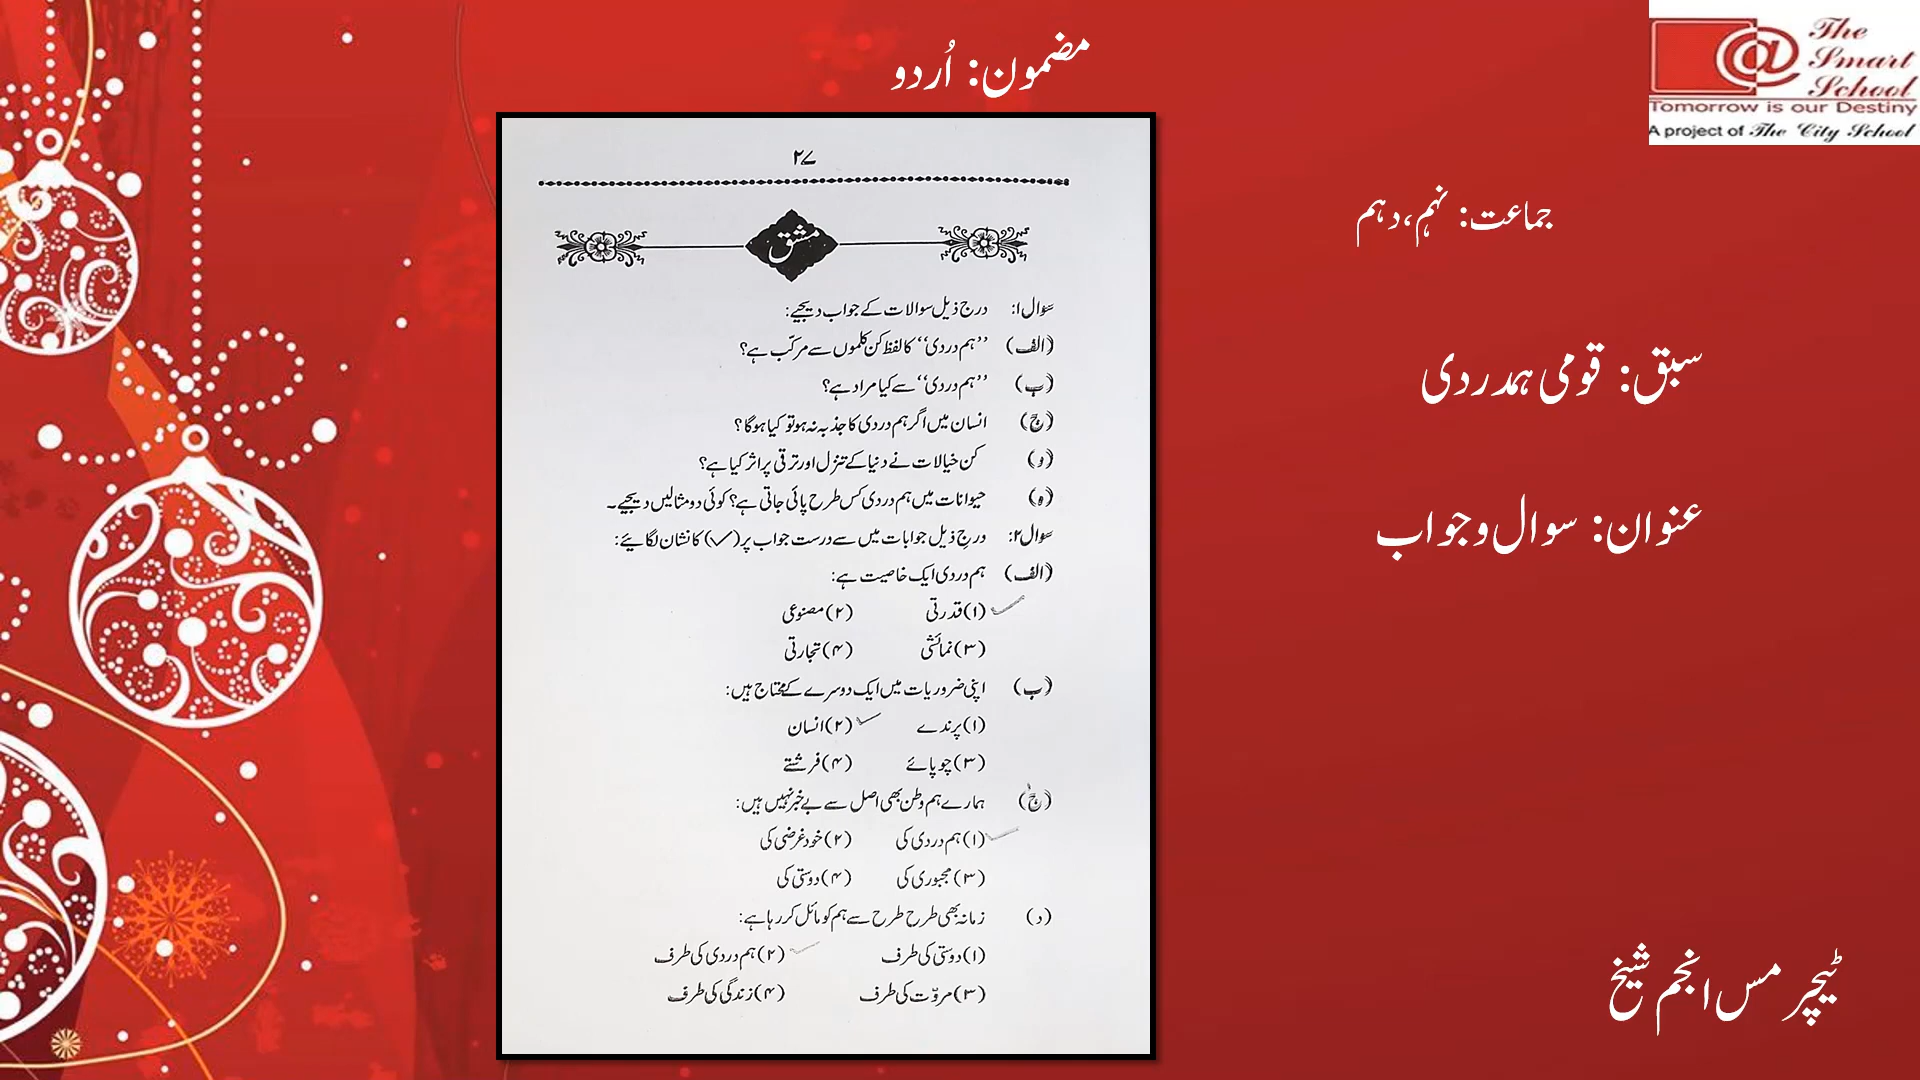 مضمون: اُردو
The
Smart
School
Tomorrow is our Destiny
A project of The City School
جماعت: نہم، دہم
سبق: قومی ہمدردی
عنوان: سوال و جواب
ٹیچر مس انجم شیخ
۲۷
مشق
سوال۱: درج ذیل سوالات کے جواب دیجیے:
(الف) ’’ہم دردی‘‘ کا لفظ کن کلموں سے مرکّب ہے؟
(ب) ’’ہم دردی‘‘ سے کیا مراد ہے؟
(ج) انسان میں اگر ہم دردی کا جذبہ نہ ہو تو کیا ہوگا؟
(و) کن خیالات نے دنیا کے تنزل اور ترقی پر اثر کیا ہے؟
(ہ) حیوانات میں ہم دردی کس طرح پائی جاتی ہے؟ کوئی دو مثالیں دیجیے۔
سوال۲: درج ذیل جوابات میں سے درست جواب پر (✓) کا نشان لگائیے:
(الف) ہم دردی ایک خاصیت ہے:
✓ (۱) قدرتی (۲) مصنوعی
(۳) نمائشی (۴) تجارتی
(ب) اپنی ضروریات میں ایک دوسرے کے محتاج ہیں:
(۱) پرندے ✓ (۲) انسان
(۳) چوپائے (۴) فرشتے
(ج) ہمارے ہم وطن بھی اصل سے بے خبر نہیں ہیں:
✓ (۱) ہم دردی کی (۲) خود غرضی کی
(۳) مجبوری کی (۴) دوستی کی
(د) زمانہ بھی طرح طرح سے ہم کو مائل کر رہا ہے:
(۱) دوستی کی طرف ✓ (۲) ہم دردی کی طرف
(۳) مروّت کی طرف (۴) زندگی کی طرف